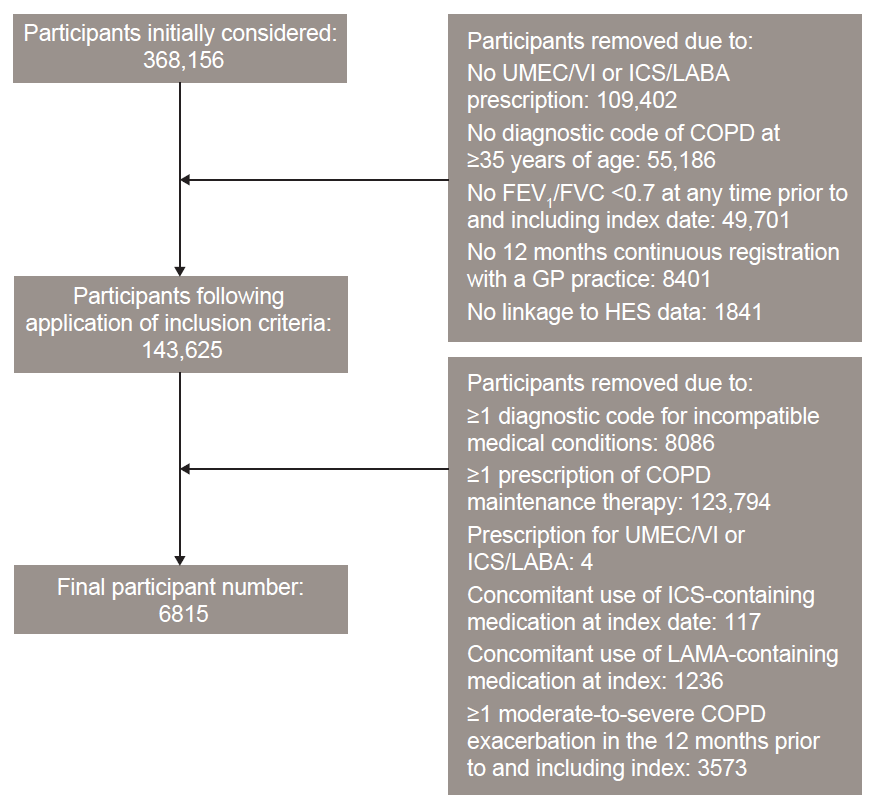 Participants initially considered:
368,156
Participants removed due to:
No UMEC/VI or ICS/LABA
prescription: 109,402
No diagnostic code of COPD at
≥35 years of age: 55,186
No FEV1/FVC <0.7 at any time prior to
and including index date: 49,701
No 12 months continuous registration
with a GP practice: 8401
No linkage to HES data: 1841
Participants following
application of inclusion criteria:
143,625
Participants removed due to:
≥1 diagnostic code for incompatible
medical conditions: 8086
≥1 prescription of COPD
maintenance therapy: 123,794
Prescription for UMEC/VI or
ICS/LABA: 4
Concomitant use of ICS-containing
medication at index date: 117
Concomitant use of LAMA-containing
medication at index: 1236
≥1 moderate-to-severe COPD
exacerbation in the 12 months prior
to and including index: 3573
Final participant number:
6815